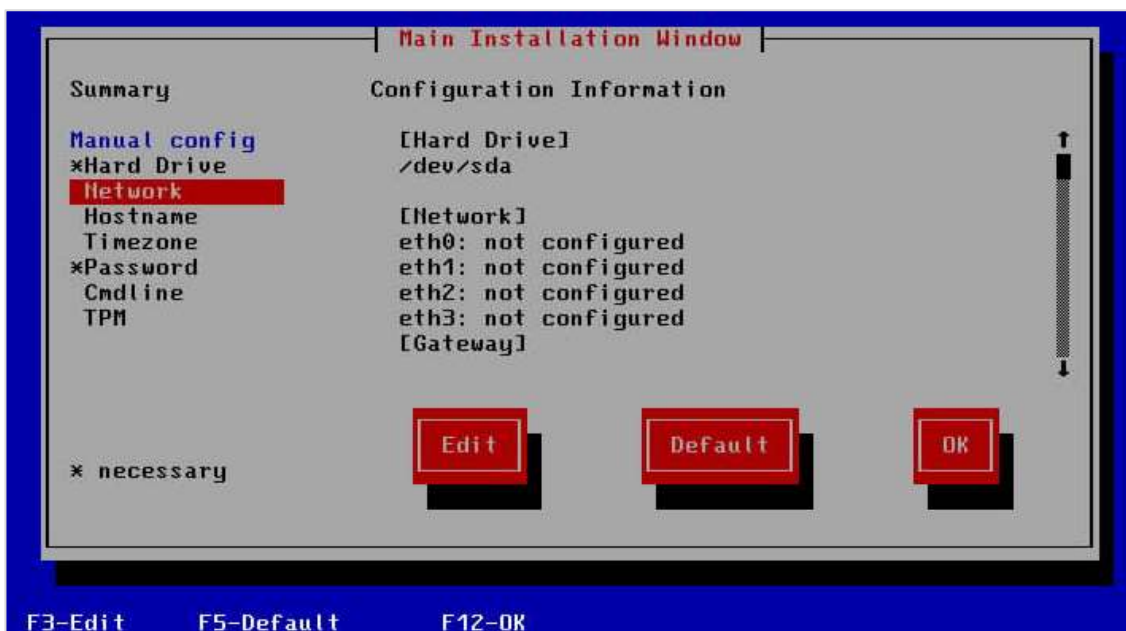 Main Installation Window
Summary
Configuration Information
Manual config
*Hard Drive
Network
Hostname
Timezone
*Password
Cmdline
TPM
[Hard Drive]
/dev/sda
[Network]
eth0: not configured
eth1: not configured
eth2: not configured
eth3: not configured
[Gateway]
* necessary
Edit
Default
OK
F3-Edit F5-Default F12-OK